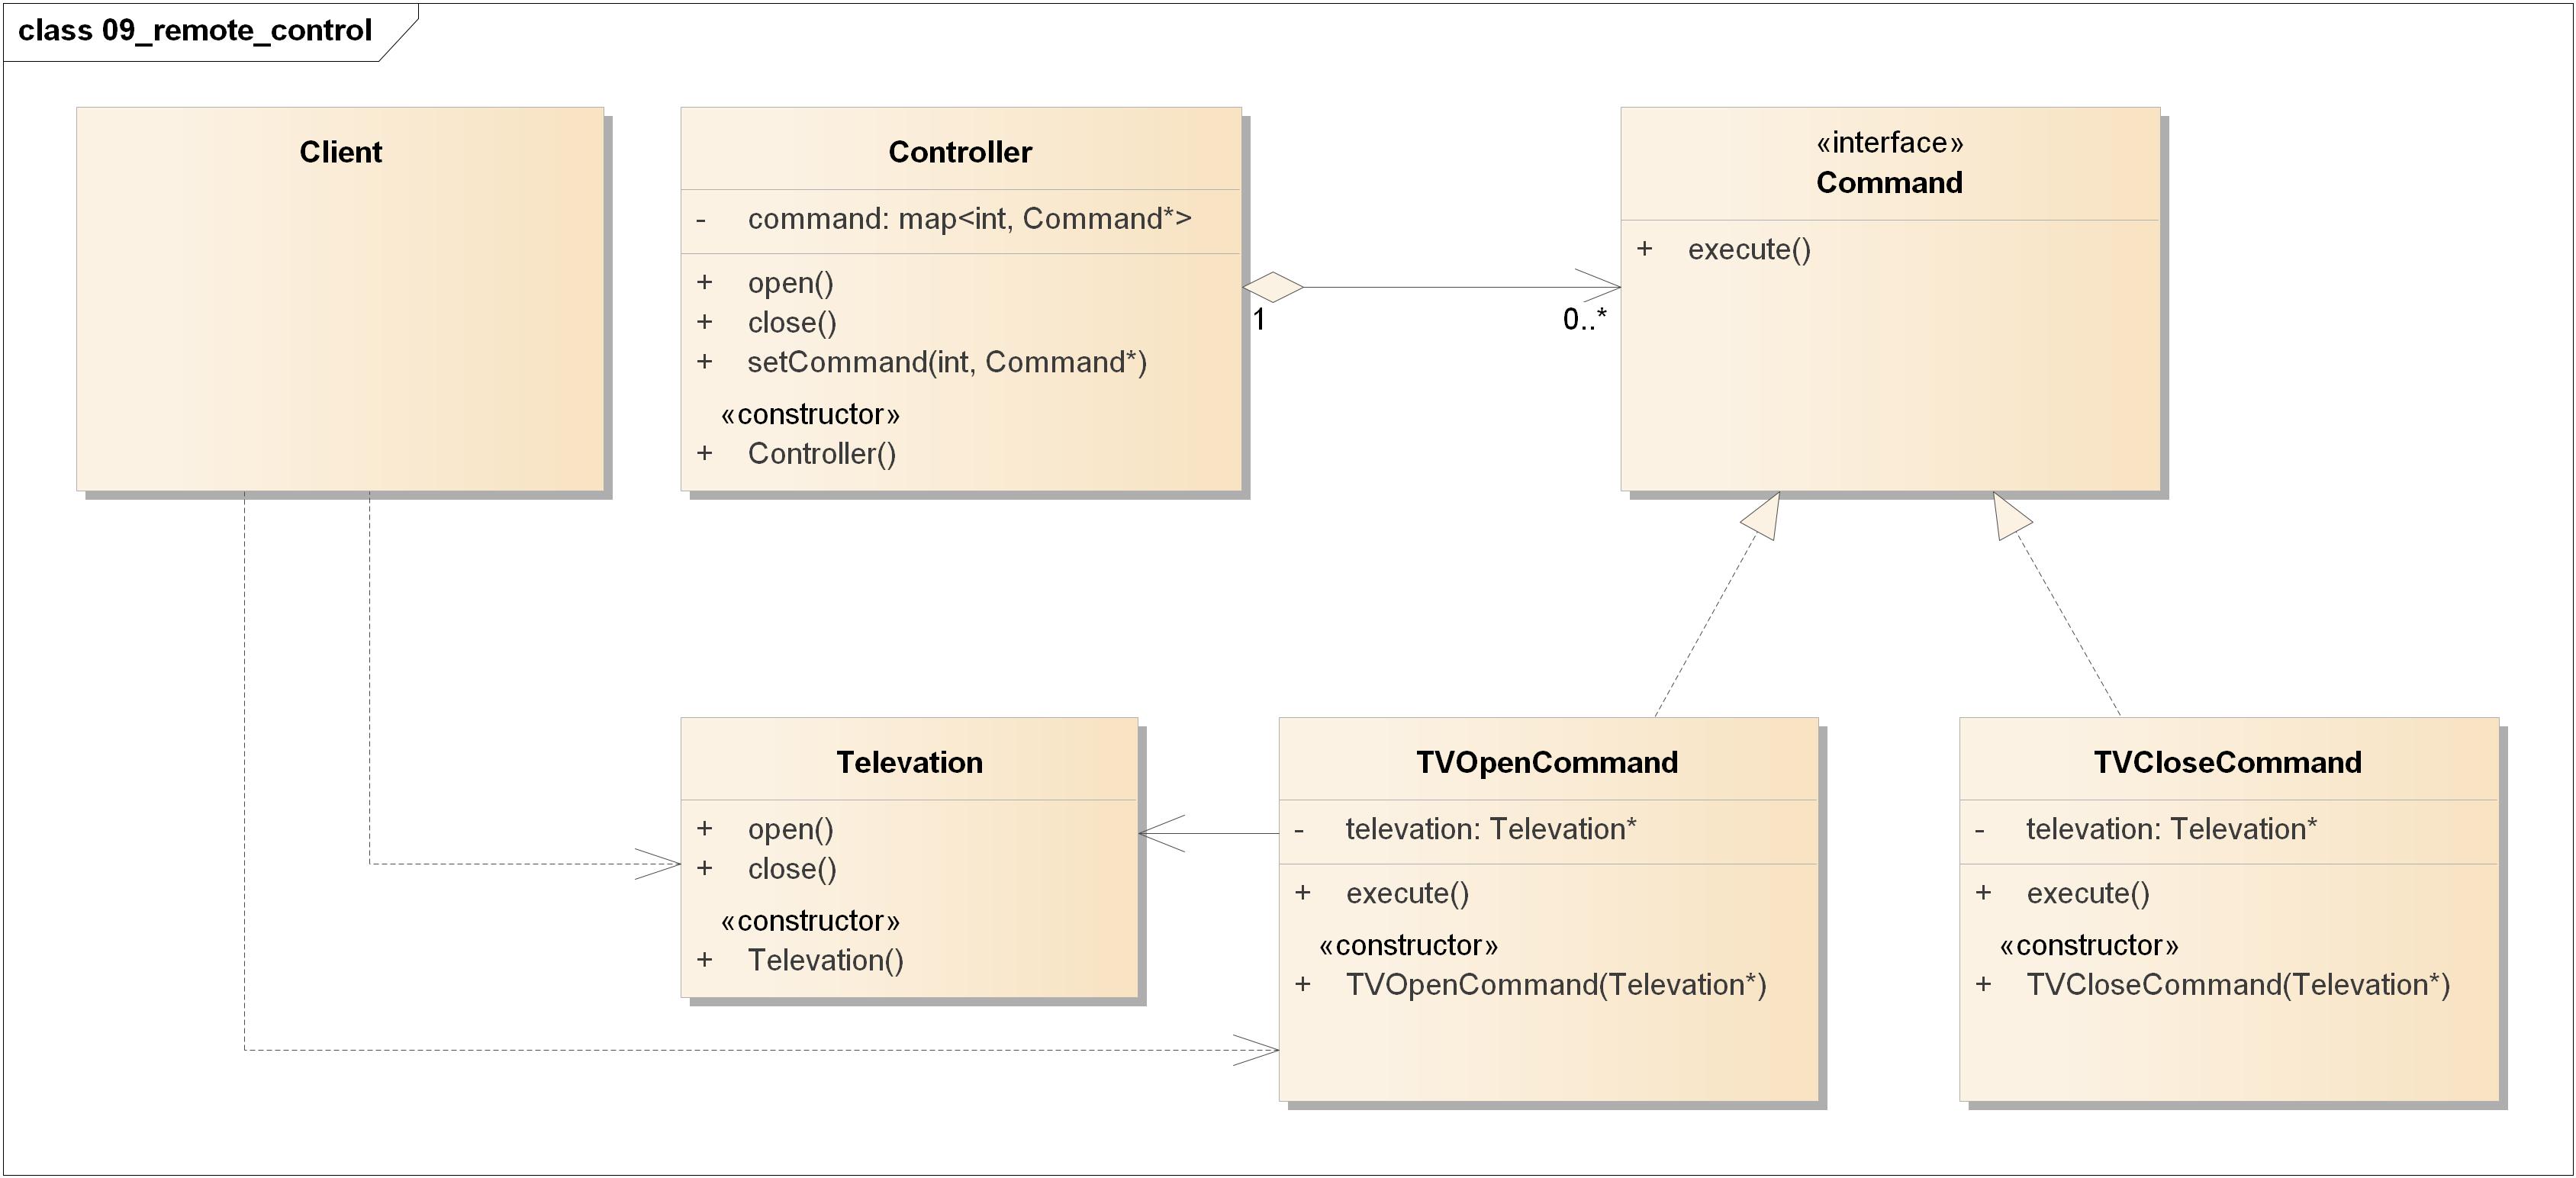 class 09_remote_control
Client
Controller
- command: map<int, Command*>
+ open()
+ close()
+ setCommand(int, Command*)
«constructor»
+ Controller()
1
0..*
«interface»
Command
+ execute()
Televation
+ open()
+ close()
«constructor»
+ Televation()
TVOpenCommand
- televation: Televation*
+ execute()
«constructor»
+ TVOpenCommand(Televation*)
TVCloseCommand
- televation: Televation*
+ execute()
«constructor»
+ TVCloseCommand(Televation*)